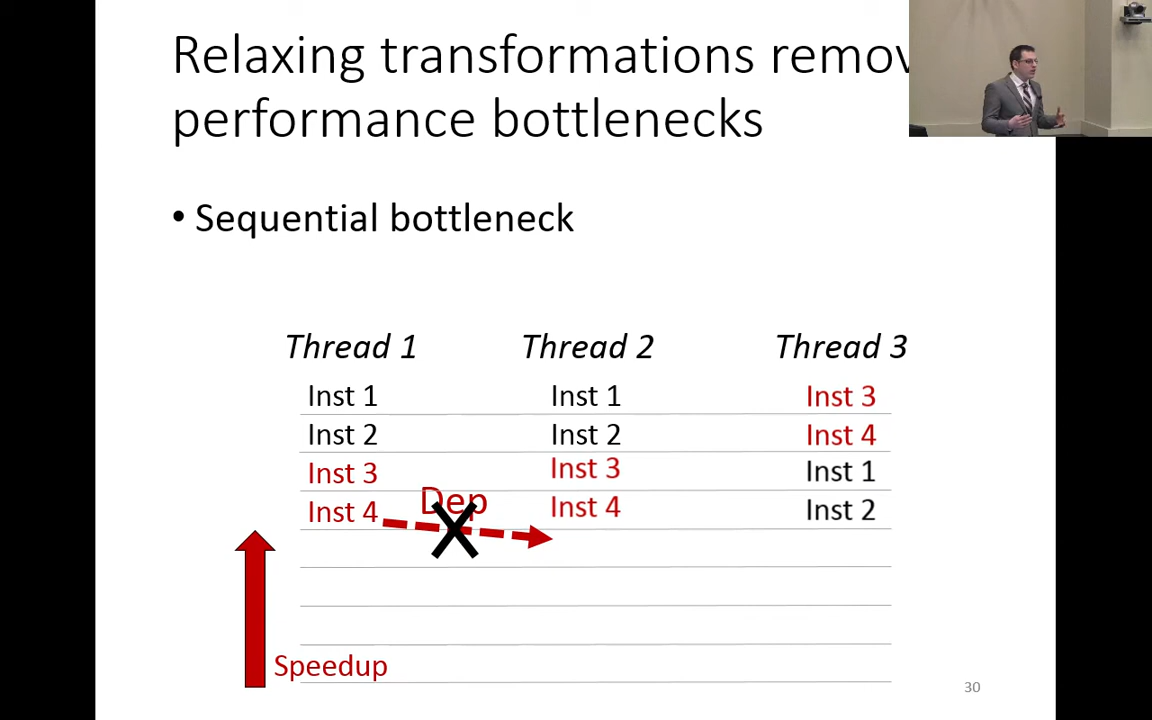 Relaxing transformations remov
performance bottlenecks
• Sequential bottleneck
Thread 1 Thread 2 Thread 3
Inst 1 Inst 1 Inst 3
Inst 2 Inst 2 Inst 4
Inst 3 Inst 3 Inst 1
Dep
Inst 4 Inst 4 Inst 2
Speedup
30